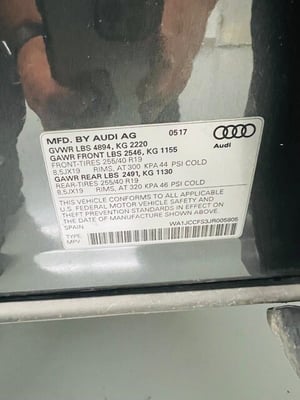 MFD. BY AUDI AG 05 17
GVWR LBS 4894, KG 2220
GAWR FRONT LBS 2546, KG 1155
FRONT-TIRES 255/40 R19
8,5JX19 RIMS, AT 300 KPA 44 PSI COLD
GAWR REAR LBS 2491, KG 1130
REAR-TIRES 255/40 R19
8,5JX19 RIMS, AT 320 KPA 46 PSI COLD
THIS VEHICLE CONFORMS TO ALL APPLICABLE
U.S. FEDERAL MOTOR VEHICLE SAFETY AND
THEFT PREVENTION STANDARDS IN EFFECT ON
THE DATE OF MANUFACTURE SHOWN ABOVE.
SPAIN
TYPE: WA1JCCFS3JR005805
MPV
Audi